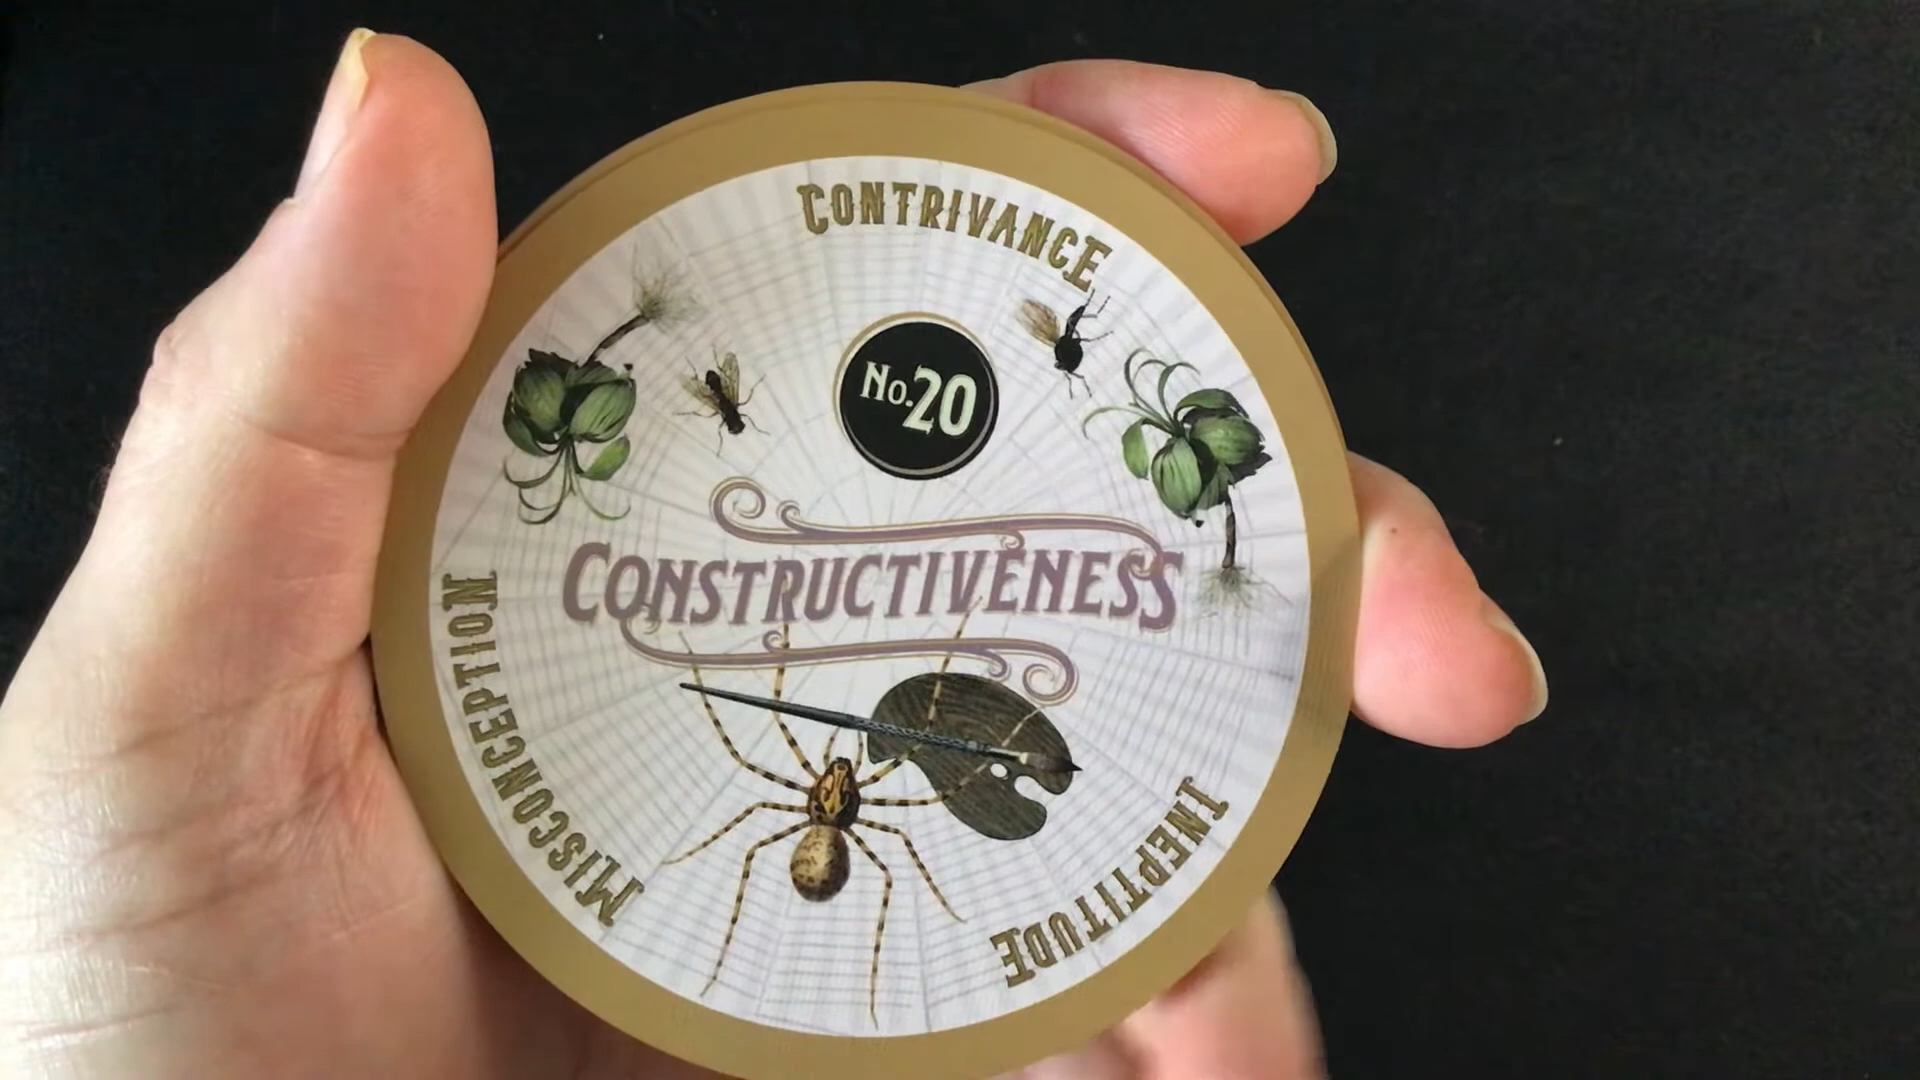 CONTRIVANCE
No.20
CONSTRUCTIVENESS
MISCONCEPTION
INEPTITUDE